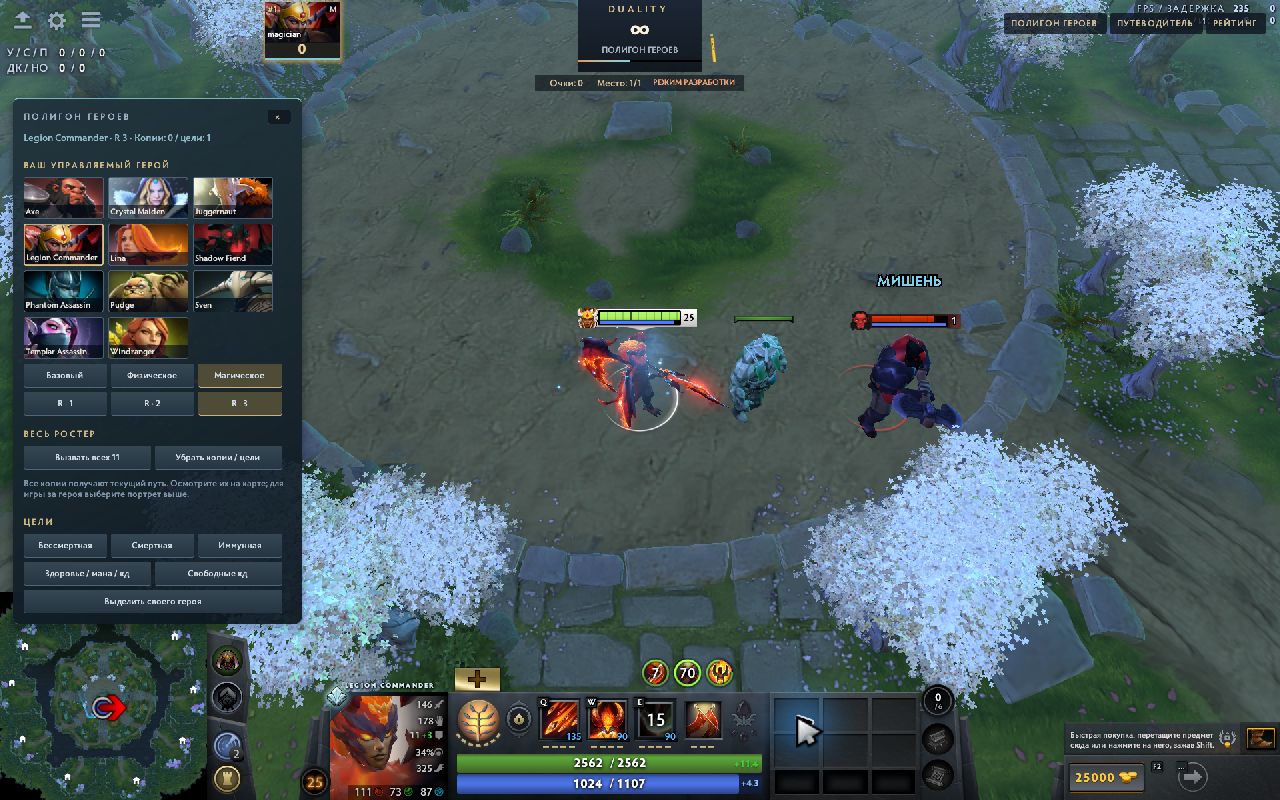 DUALITY
ПОЛИГОН ГЕРОЕВ
Очки: 0 Место: 1/1 РЕЖИМ РАЗРАБОТКИ
#1 M
magician
0
FPS / ЗАДЕРЖКА 235 0
ПОЛИГОН ГЕРОЕВ ПУТЕВОДИТЕЛЬ РЕЙТИНГ
У/С/П 0 / 0 / 0
ДК/НО 0 / 0
ПОЛИГОН ГЕРОЕВ ×
Legion Commander · R 3 · Копии: 0 / цели: 1
ВАШ УПРАВЛЯЕМЫЙ ГЕРОЙ
Axe Crystal Maiden Juggernaut
Legion Commander Lina Shadow Fiend
Phantom Assassin Pudge Sven
Templar Assassin Windranger
Базовый Физическое Магическое
R · 1 R · 2 R · 3
ВЕСЬ РОСТЕР
Вызвать всех 11 Убрать копии / цели
Все копии получают текущий путь. Осмотрите их на карте; для
игры за героя выберите портрет выше.
ЦЕЛИ
Бессмертная Смертная Иммунная
Здоровье / мана / кд Свободные кд
Выделить своего героя
МИШЕНЬ
25
1
7 70
LEGION COMMANDER
146
178
11 +3
34%
325
25
111 73 87
Q 135
W 90
E 15 90
2562 / 2562 +11.4
1024 / 1107 +4.3
2
0
/6
Быстрая покупка: перетащите предмет
сюда или нажмите на него, зажав Shift.
25000
F2
...